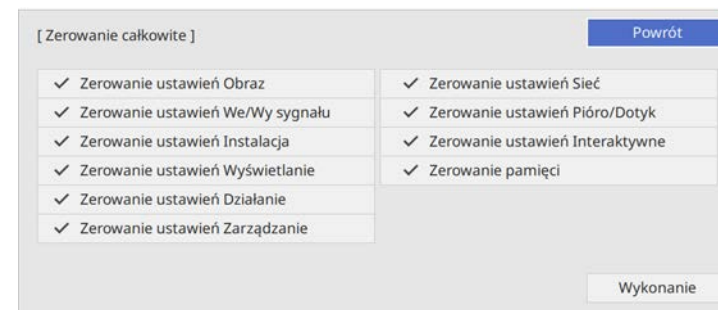 [ Zerowanie całkowite ]
Powrót
Zerowanie ustawień Obraz
Zerowanie ustawień We/Wy sygnału
Zerowanie ustawień Instalacja
Zerowanie ustawień Wyświetlanie
Zerowanie ustawień Działanie
Zerowanie ustawień Zarządzanie
Zerowanie ustawień Sieć
Zerowanie ustawień Pióro/Dotyk
Zerowanie ustawień Interaktywne
Zerowanie pamięci
Wykonanie